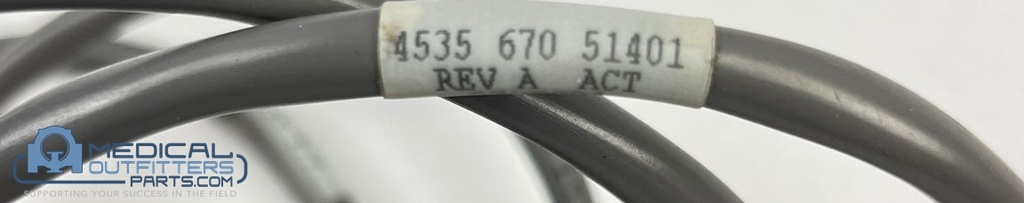 4535 670 51401
REV A ACT
MEDICAL
OUTFITTERS
PARTS.COM
SUPPORTING YOUR SUCCESS IN THE FIELD